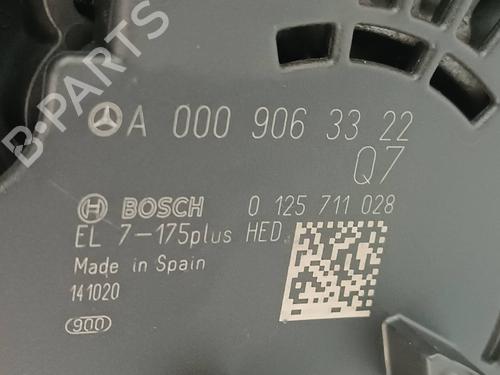 B-PARTS
A 000 906 33 22
Q7
BOSCH 0 125 711 028
EL 7-175plus HED
Made in Spain
141020
900
B-PARTS